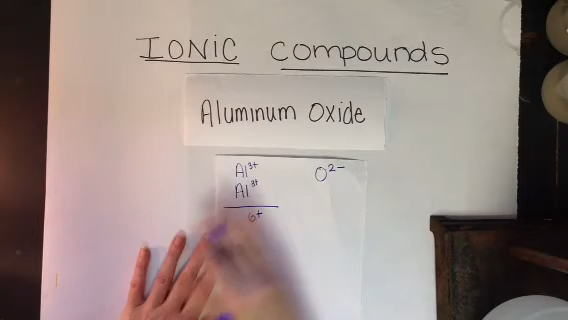 IONIC Compounds
Aluminum Oxide
Al³⁺ O²⁻
Al³⁺
6⁺